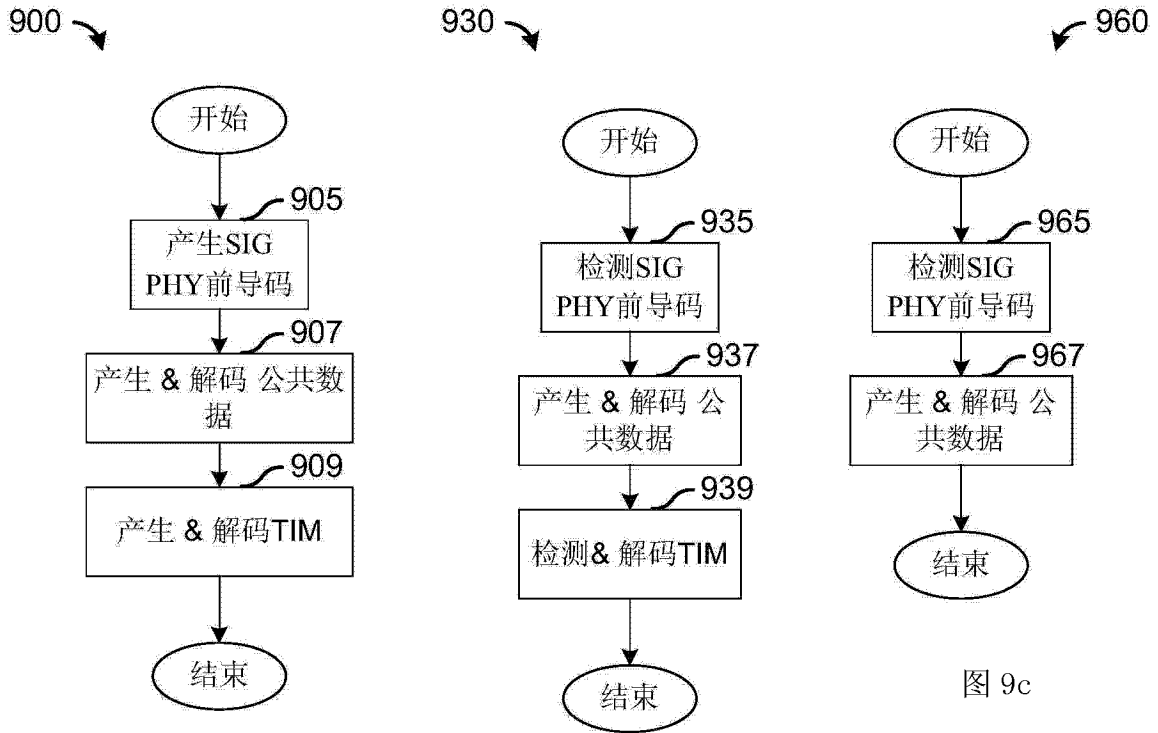 900
开始
905
产生SIG
PHY前导码
907
产生 & 解码 公共数
据
909
产生 & 解码TIM
结束
930
开始
935
检测SIG
PHY前导码
937
产生 & 解码 公
共数据
939
检测& 解码TIM
结束
960
开始
965
检测SIG
PHY前导码
967
产生 & 解码 公
共数据
结束
图 9c